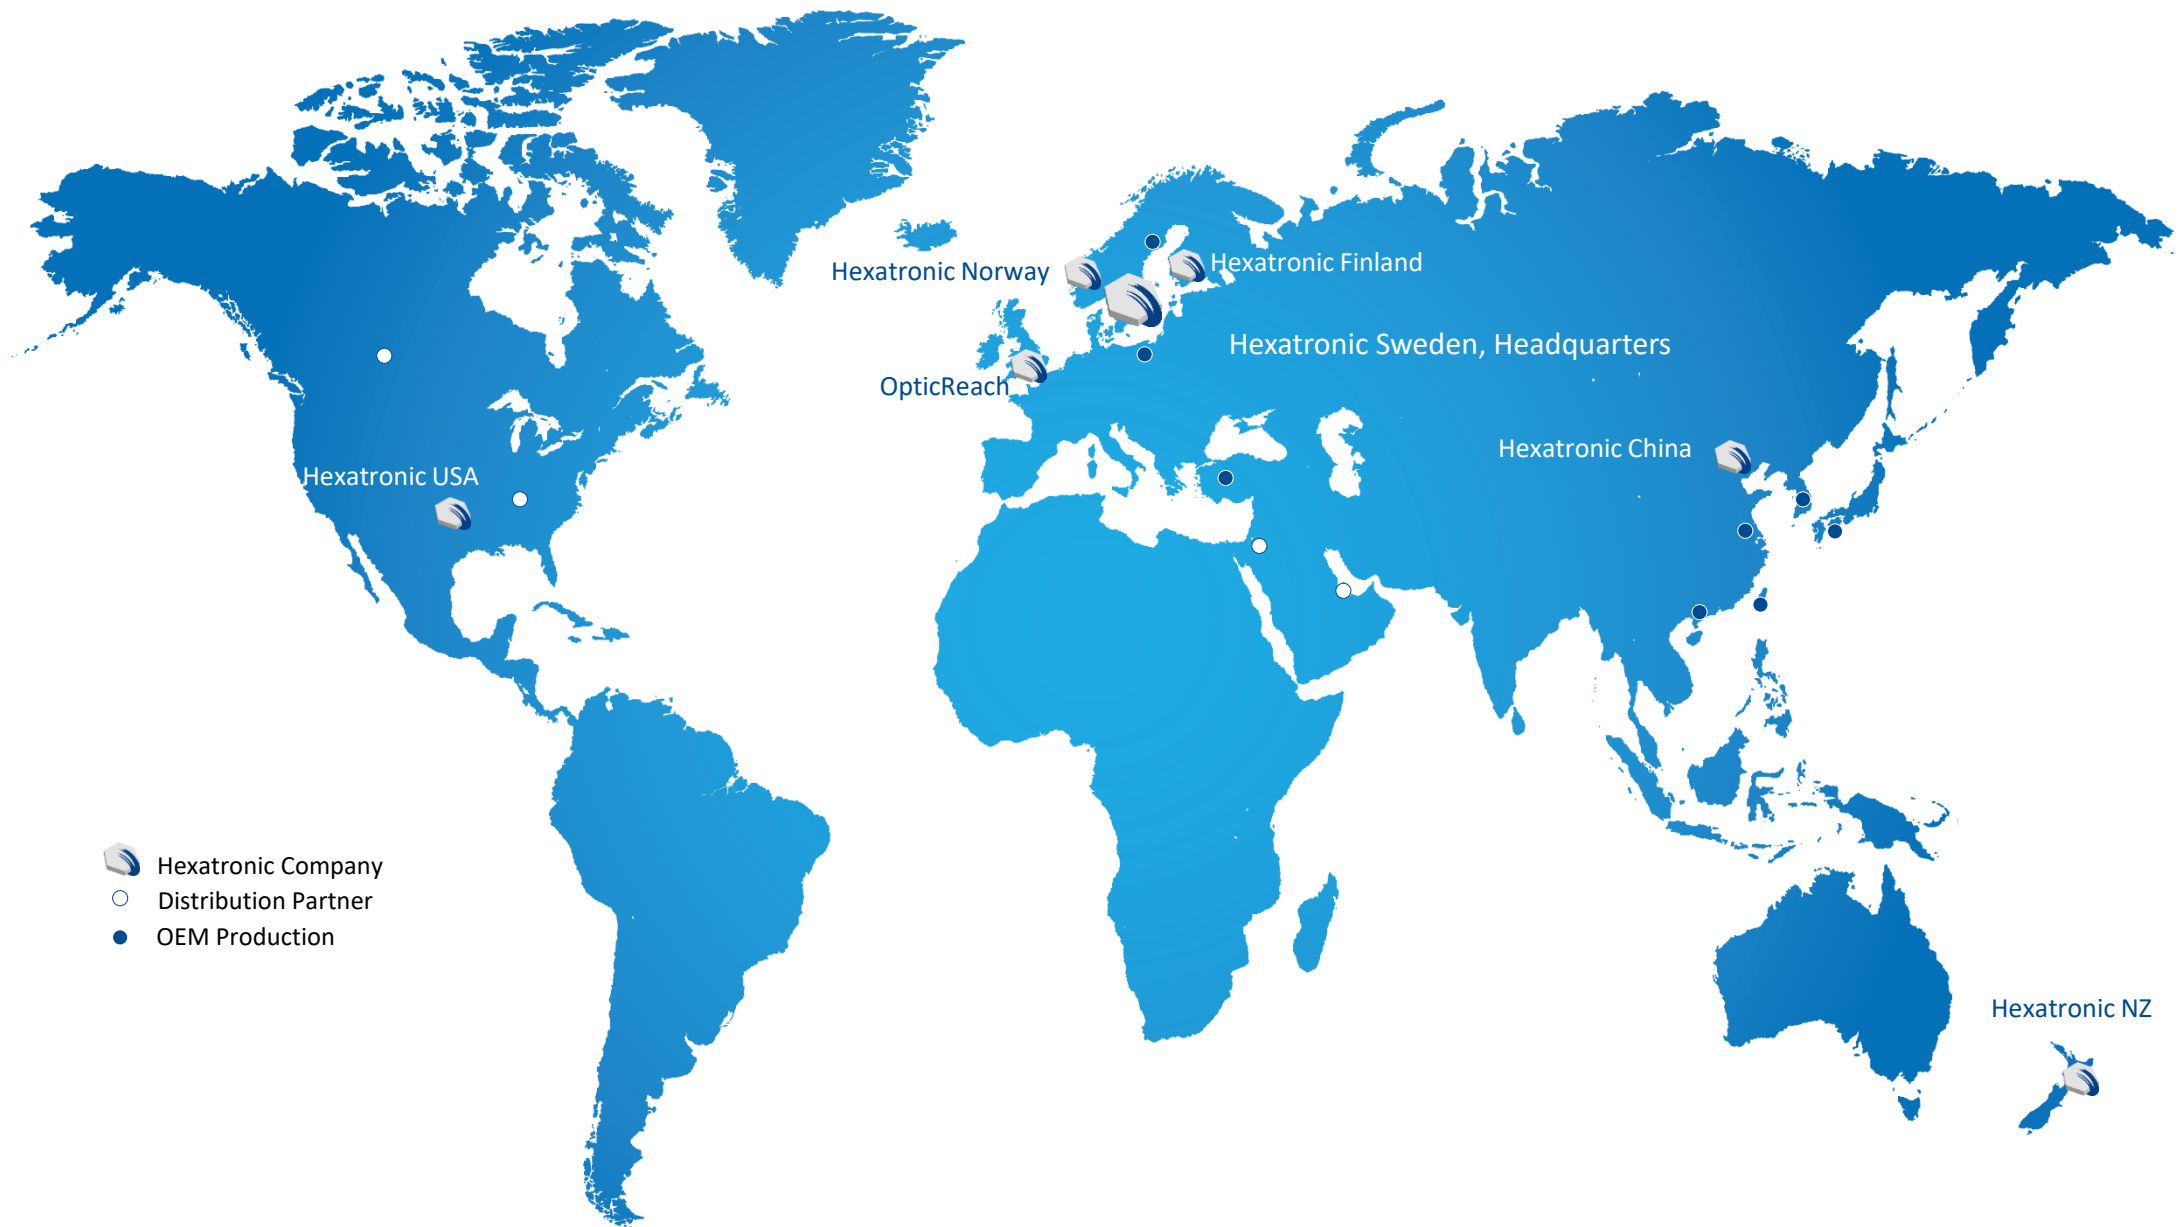 Hexatronic Norway
Hexatronic Finland
Hexatronic Sweden, Headquarters
OpticReach
Hexatronic China
Hexatronic USA
Hexatronic Company
Distribution Partner
OEM Production
Hexatronic NZ